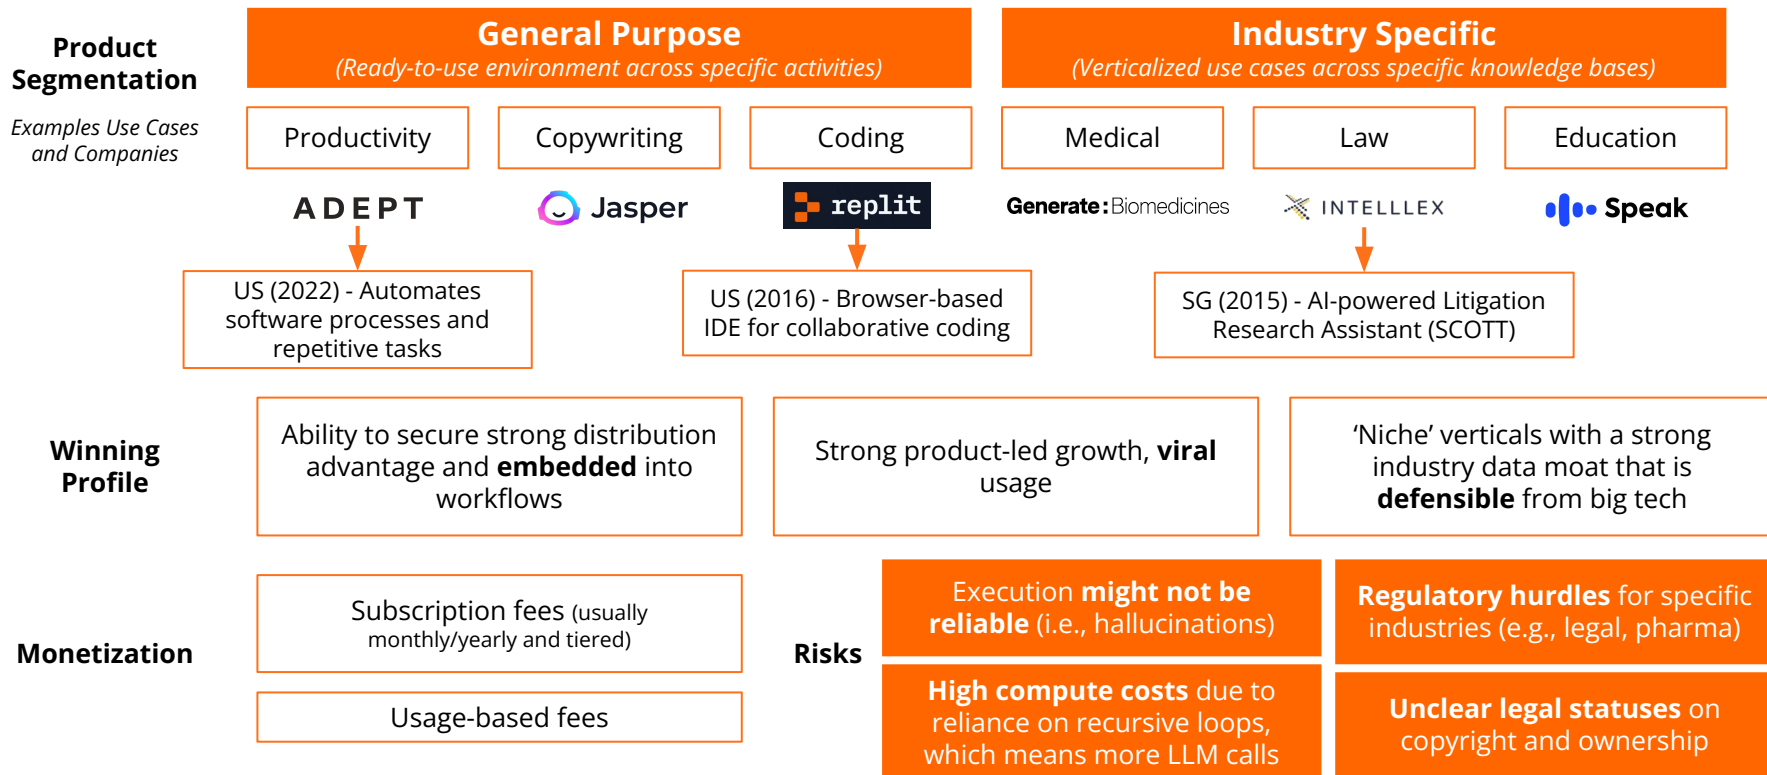 Product
Segmentation
General Purpose
(Ready-to-use environment across specific activities)
Industry Specific
(Verticalized use cases across specific knowledge bases)
Examples Use Cases
and Companies
Productivity
Copywriting
Coding
Medical
Law
Education
ADEPT
Jasper
replit
Generate:Biomedicines
INTELLLEX
Speak
US (2022) - Automates
software processes and
repetitive tasks
US (2016) - Browser-based
IDE for collaborative coding
SG (2015) - AI-powered Litigation
Research Assistant (SCOTT)
Winning
Profile
Ability to secure strong distribution
advantage and embedded into
workflows
Strong product-led growth, viral
usage
‘Niche’ verticals with a strong
industry data moat that is
defensible from big tech
Monetization
Subscription fees (usually
monthly/yearly and tiered)
Usage-based fees
Risks
Execution might not be
reliable (i.e., hallucinations)
Regulatory hurdles for specific
industries (e.g., legal, pharma)
High compute costs due to
reliance on recursive loops,
which means more LLM calls
Unclear legal statuses on
copyright and ownership